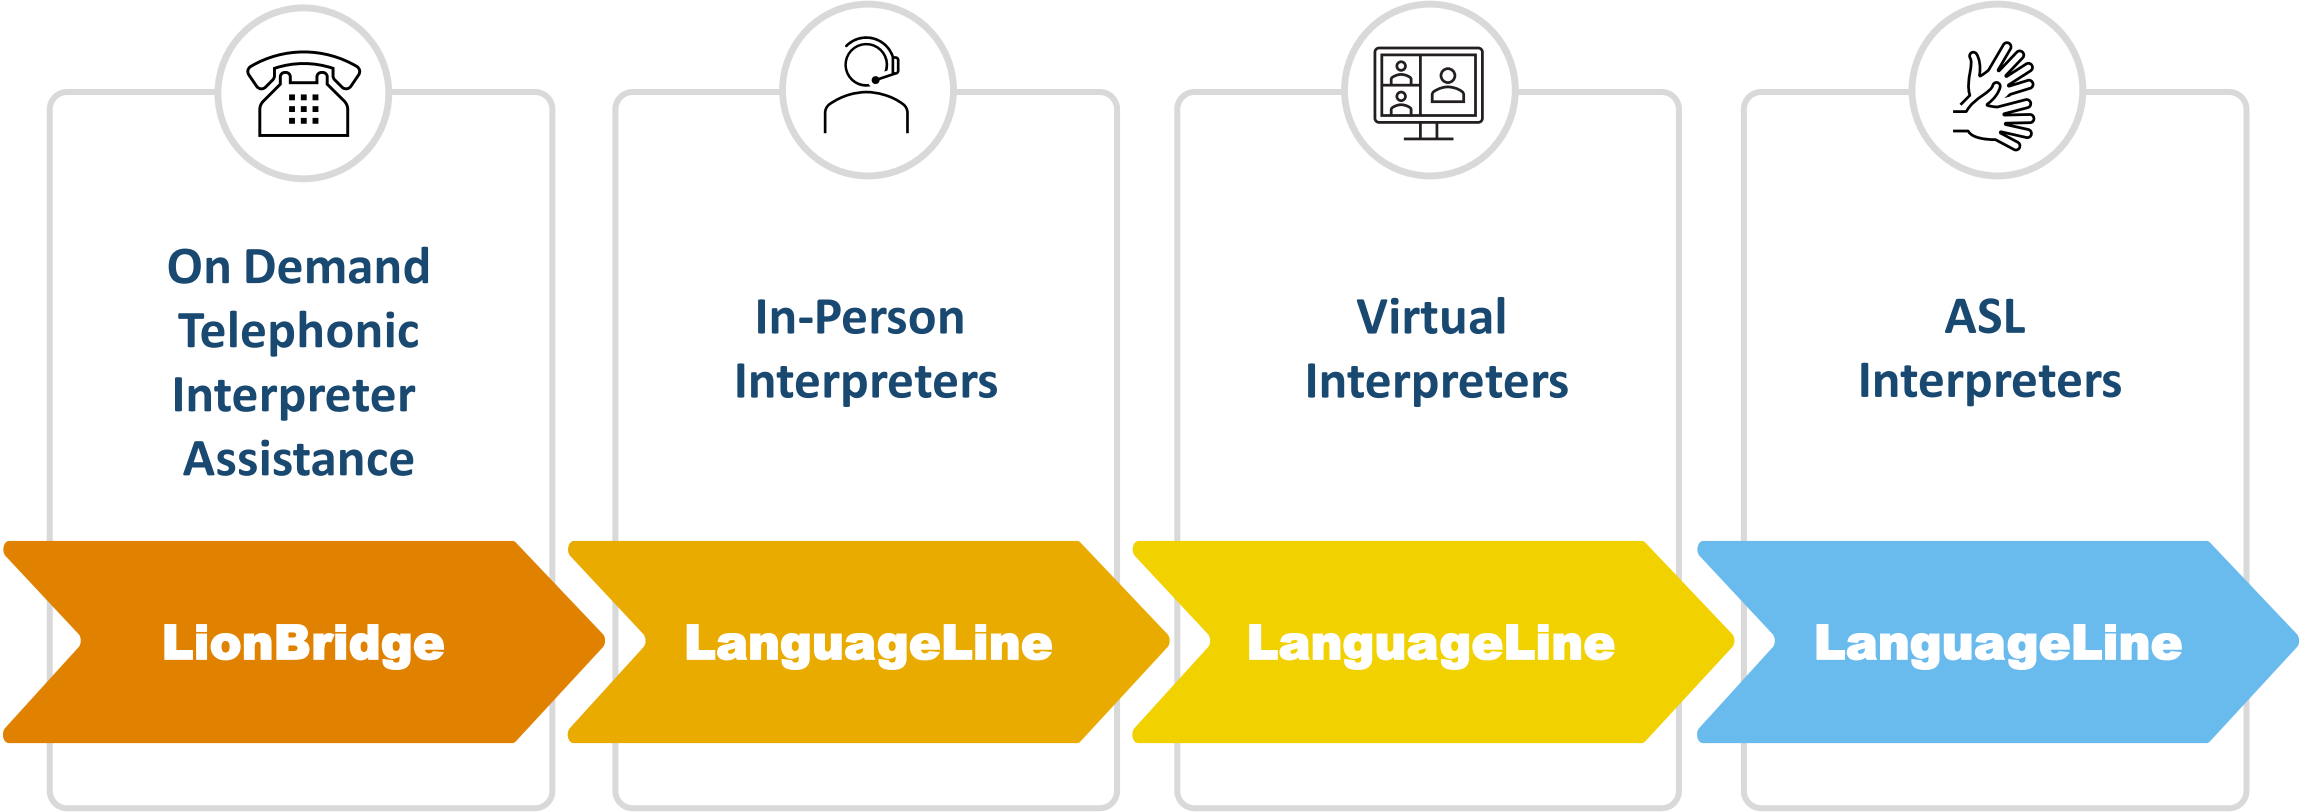 On Demand
Telephonic
Interpreter
Assistance
LionBridge
In-Person
Interpreters
LanguageLine
Virtual
Interpreters
LanguageLine
ASL
Interpreters
LanguageLine